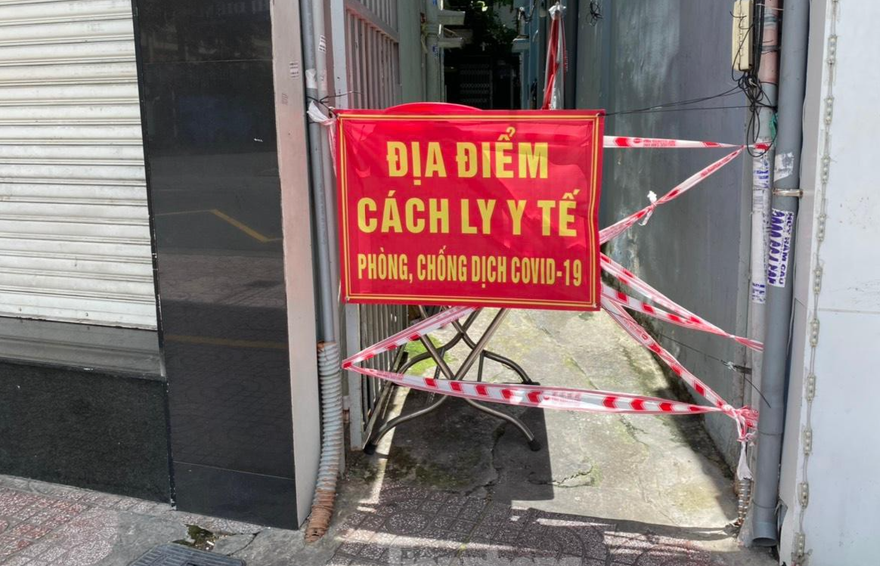 ĐỊA ĐIỂM
CÁCH LY Y TẾ
PHÒNG, CHỐNG DỊCH COVID-19